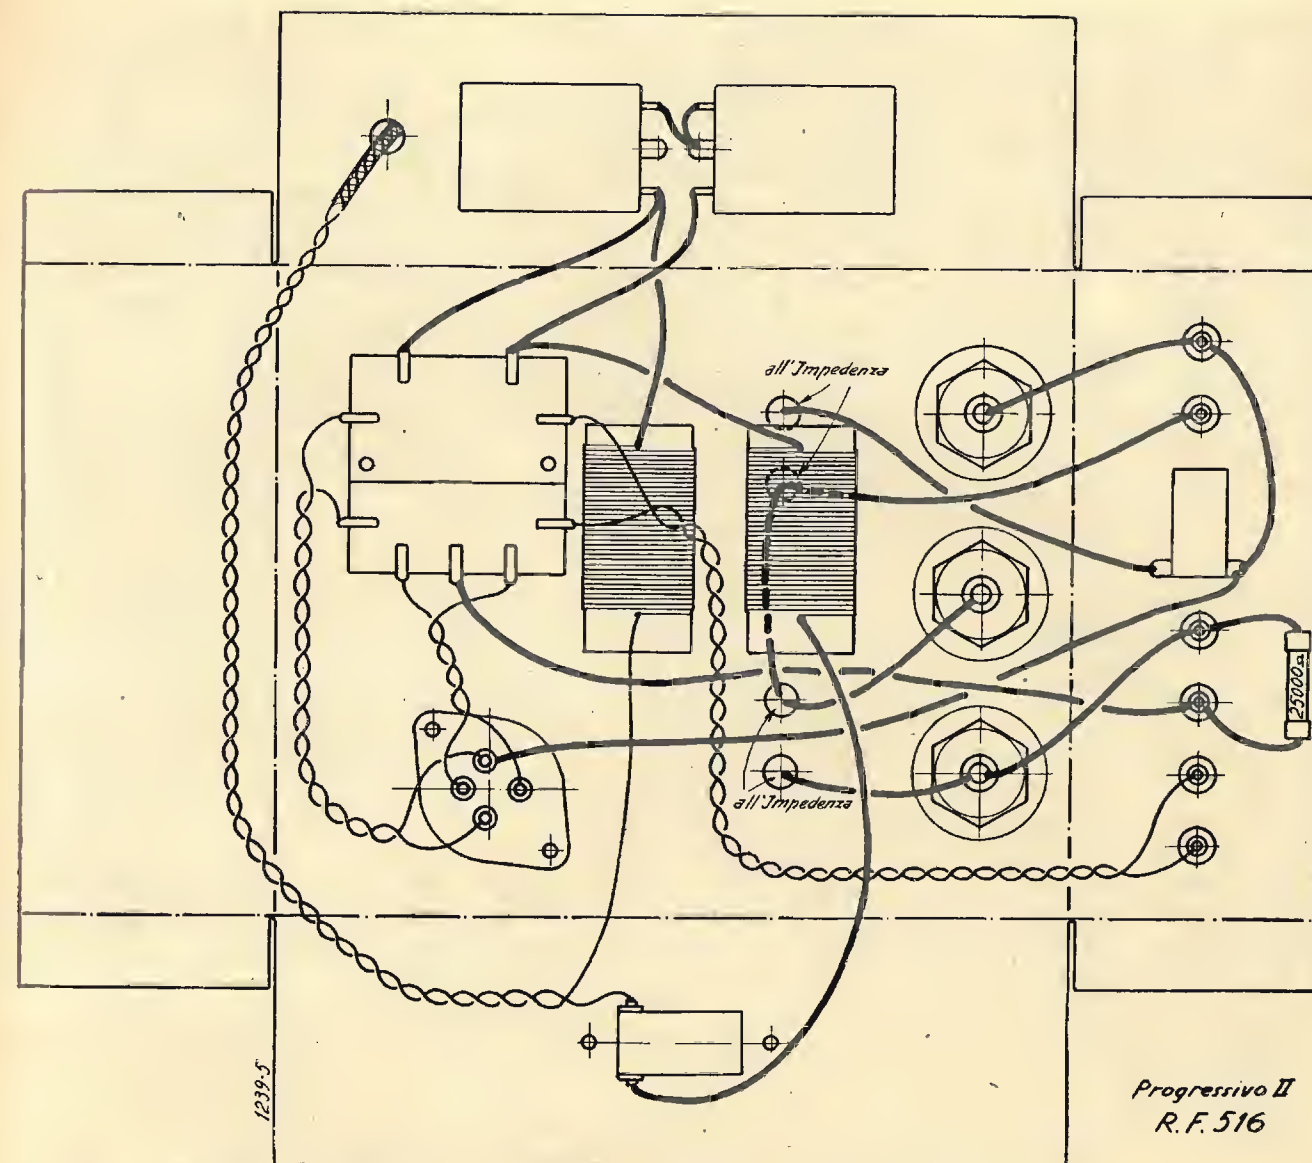 all'Impedenza
25000Ω
all'Impedenza
1239-5
Progressivo II
R. F. 516